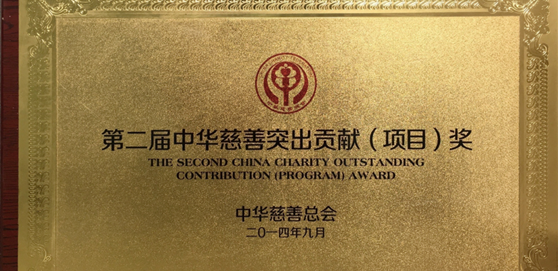 第二届中华慈善突出贡献（项目）奖
THE SECOND CHINA CHARITY OUTSTANDING
CONTRIBUTION (PROGRAM) AWARD
中华慈善总会
二〇一四年九月